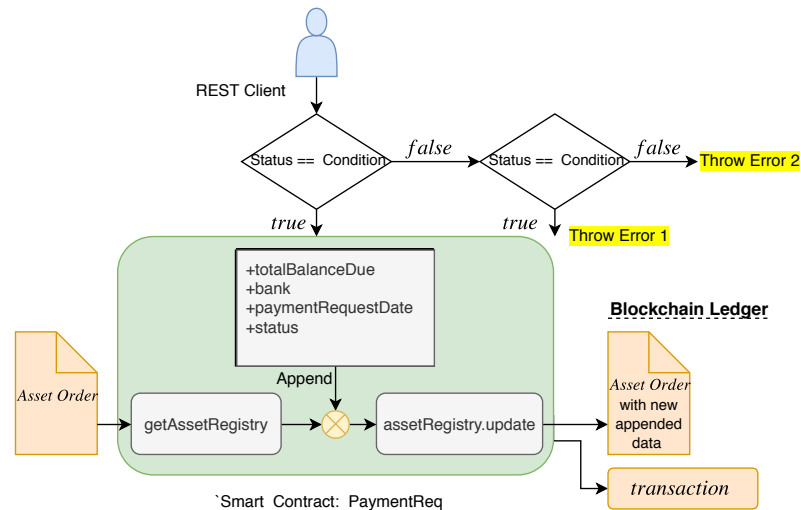 REST Client
Status == Condition
false
Status == Condition
false
Throw Error 2
true
true
Throw Error 1
+totalBalanceDue
+bank
+paymentRequestDate
+status
Blockchain Ledger
Append
Asset Order
getAssetRegistry
assetRegistry.update
Asset Order
with new
appended
data
transaction
`Smart Contract: PaymentReq